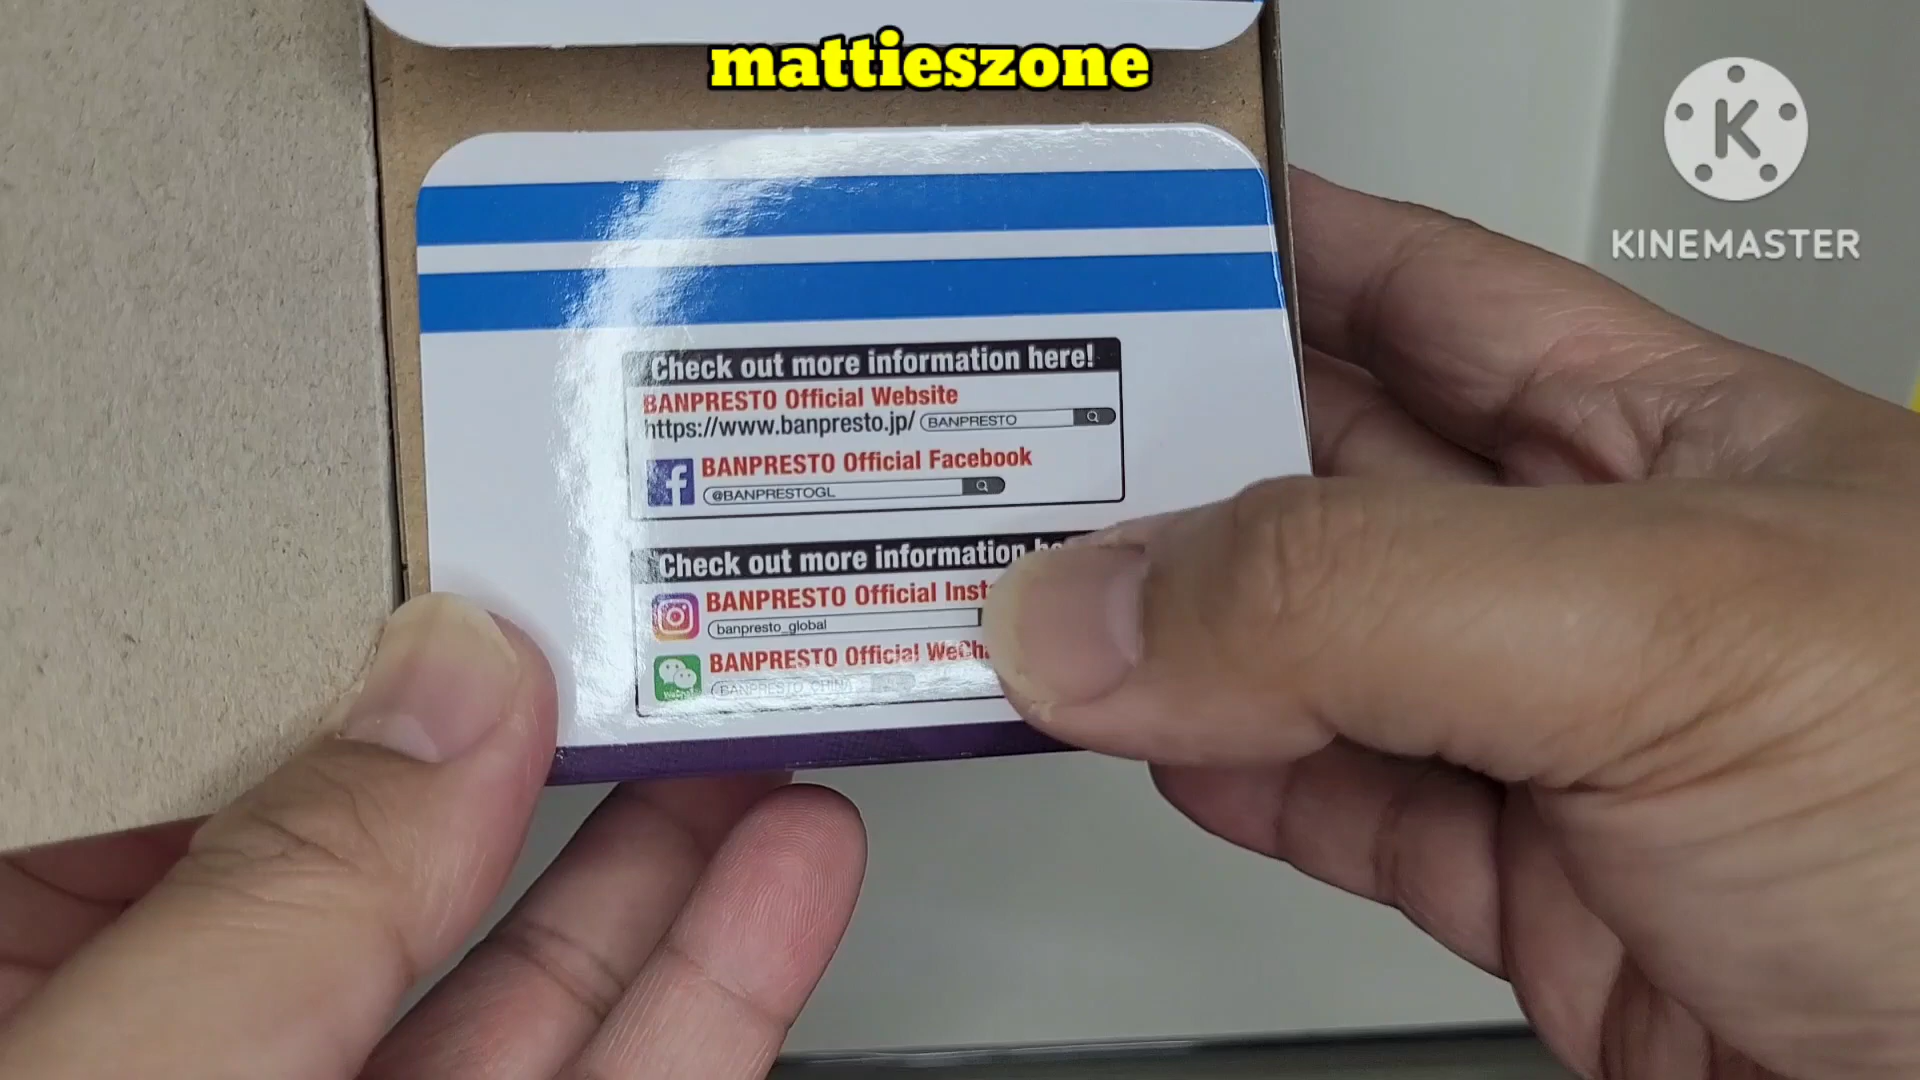 mattieszone
K
KINEMASTER
Check out more information here!
BANPRESTO Official Website
https://www.banpresto.jp/ BANPRESTO
BANPRESTO Official Facebook
@BANPRESTOGL
Check out more information
BANPRESTO Official
banpresto_global
BANPRESTO Official
BANPRESTO_CHINA